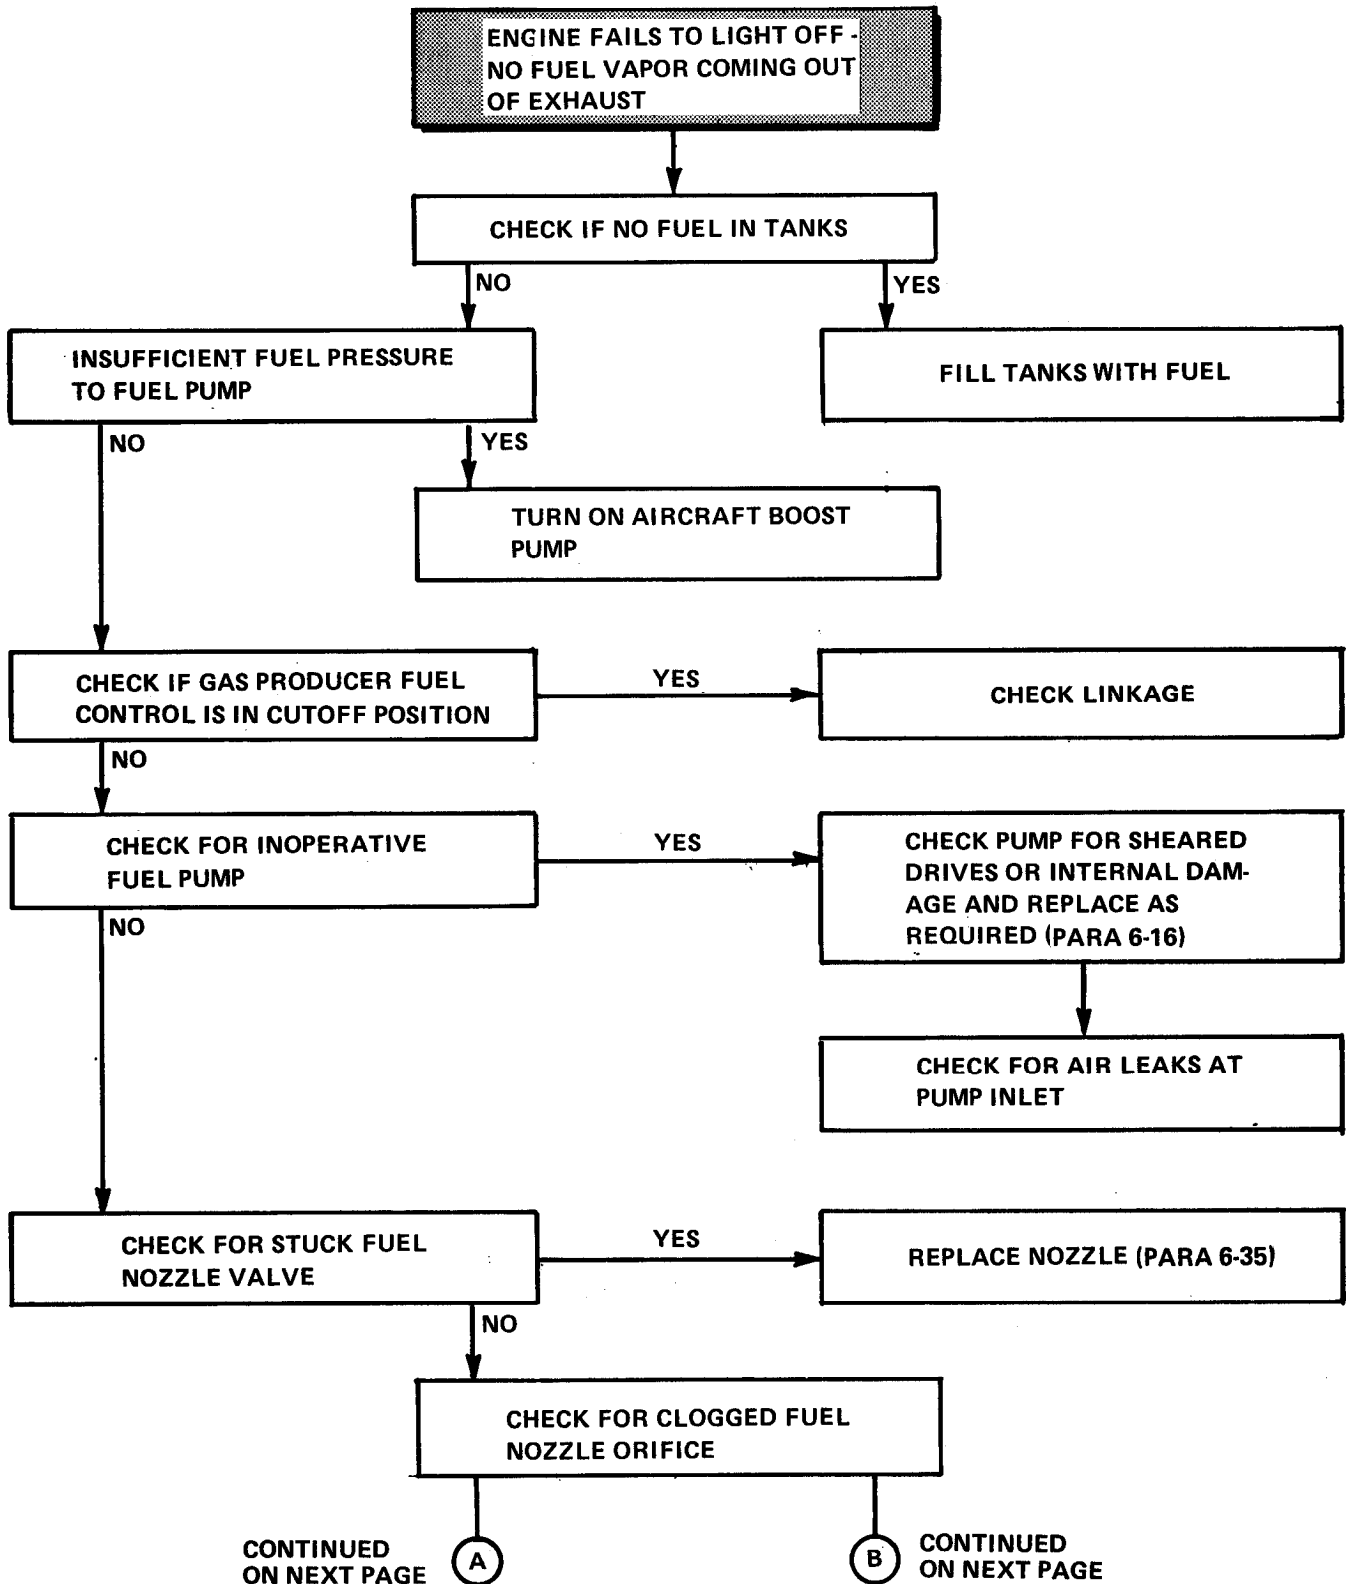 ENGINE FAILS TO LIGHT OFF -
NO FUEL VAPOR COMING OUT
OF EXHAUST
CHECK IF NO FUEL IN TANKS
NO
YES
INSUFFICIENT FUEL PRESSURE
TO FUEL PUMP
FILL TANKS WITH FUEL
NO
YES
TURN ON AIRCRAFT BOOST
PUMP
CHECK IF GAS PRODUCER FUEL
CONTROL IS IN CUTOFF POSITION
YES
CHECK LINKAGE
NO
CHECK FOR INOPERATIVE
FUEL PUMP
YES
CHECK PUMP FOR SHEARED
DRIVES OR INTERNAL DAM-
AGE AND REPLACE AS
REQUIRED (PARA 6-16)
NO
CHECK FOR AIR LEAKS AT
PUMP INLET
CHECK FOR STUCK FUEL
NOZZLE VALVE
YES
REPLACE NOZZLE (PARA 6-35)
NO
CHECK FOR CLOGGED FUEL
NOZZLE ORIFICE
CONTINUED
ON NEXT PAGE
A
B
CONTINUED
ON NEXT PAGE